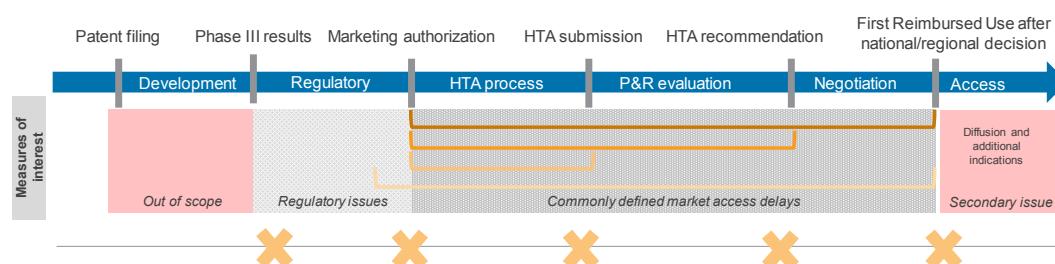 First Reimbursed Use after
Patent filing Phase III results Marketing authorization HTA submission HTA recommendation national/regional decision
Development Regulatory HTA process P&R evaluation Negotiation Access
Measures of
interest
Diffusion and
additional
indications
Out of scope Regulatory issues Commonly defined market access delays Secondary issue